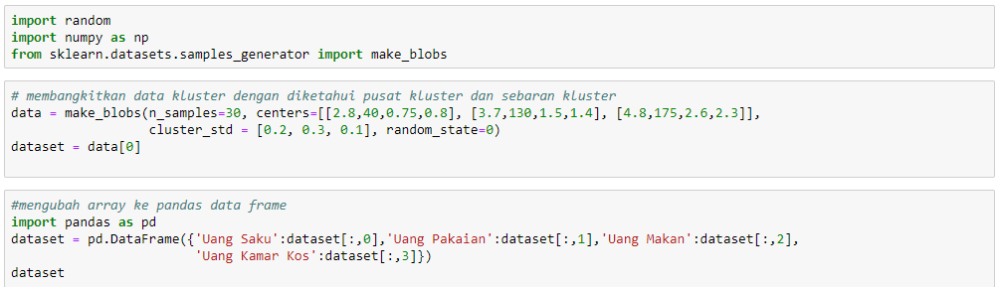 import random
import numpy as np
from sklearn.datasets.samples_generator import make_blobs
# membangkitkan data kluster dengan diketahui pusat kluster dan sebaran kluster
data = make_blobs(n_samples=30, centers=[[2.8,40,0.75,0.8], [3.7,130,1.5,1.4], [4.8,175,2.6,2.3]],
cluster_std = [0.2, 0.3, 0.1], random_state=0)
dataset = data[0]
#mengubah array ke pandas data frame
import pandas as pd
dataset = pd.DataFrame({'Uang Saku':dataset[:,0],'Uang Pakaian':dataset[:,1],'Uang Makan':dataset[:,2],
'Uang Kamar Kos':dataset[:,3]})
dataset